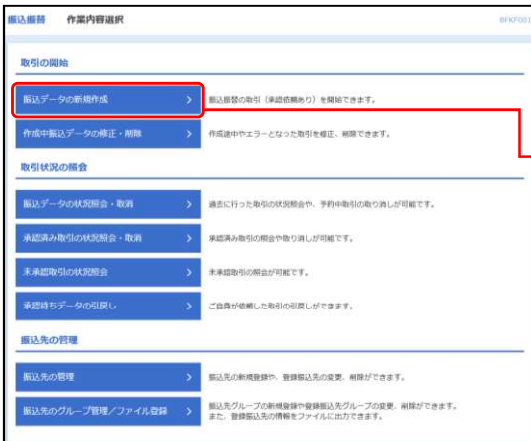 振込振替 作業内容選択 BFKF001
取引の開始
振込データの新規作成 > 振込振替の取引（承認依頼あり）を開始できます。
作成中振込データの修正・削除 > 作成途中やエラーとなった取引を修正、削除できます。
取引状況の照会
振込データの状況照会・取消 > 過去に行った取引の状況照会や、予約中取引の取り消しが可能です。
承認済み取引の状況照会・取消 > 承認済み取引の照会や取り消しが可能です。
未承認取引の状況照会 > 未承認取引の照会が可能です。
承認待ちデータの引戻し > ご自身が依頼した取引の引戻しができます。
振込先の管理
振込先の管理 > 振込先の新規登録や、登録振込先の変更、削除ができます。
振込先のグループ管理／ファイル登録 > 振込先グループの新規登録や登録振込先グループの変更、削除ができます。
また、登録振込先の情報をファイルに出力できます。